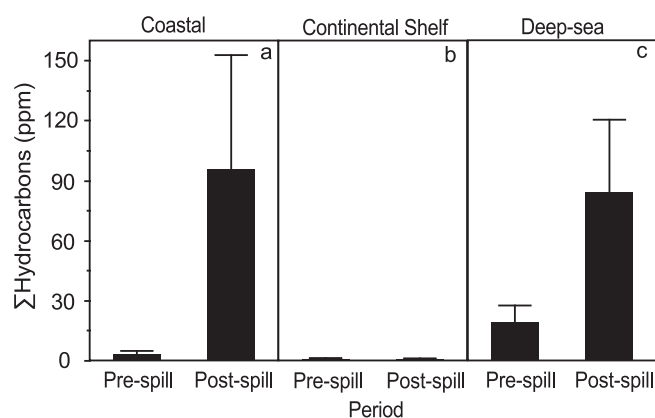 Coastal Continental Shelf Deep-sea
a b c
∑Hydrocarbons (ppm)
150
120
90
60
30
0
Pre-spill Post-spill Pre-spill Post-spill Pre-spill Post-spill
Period